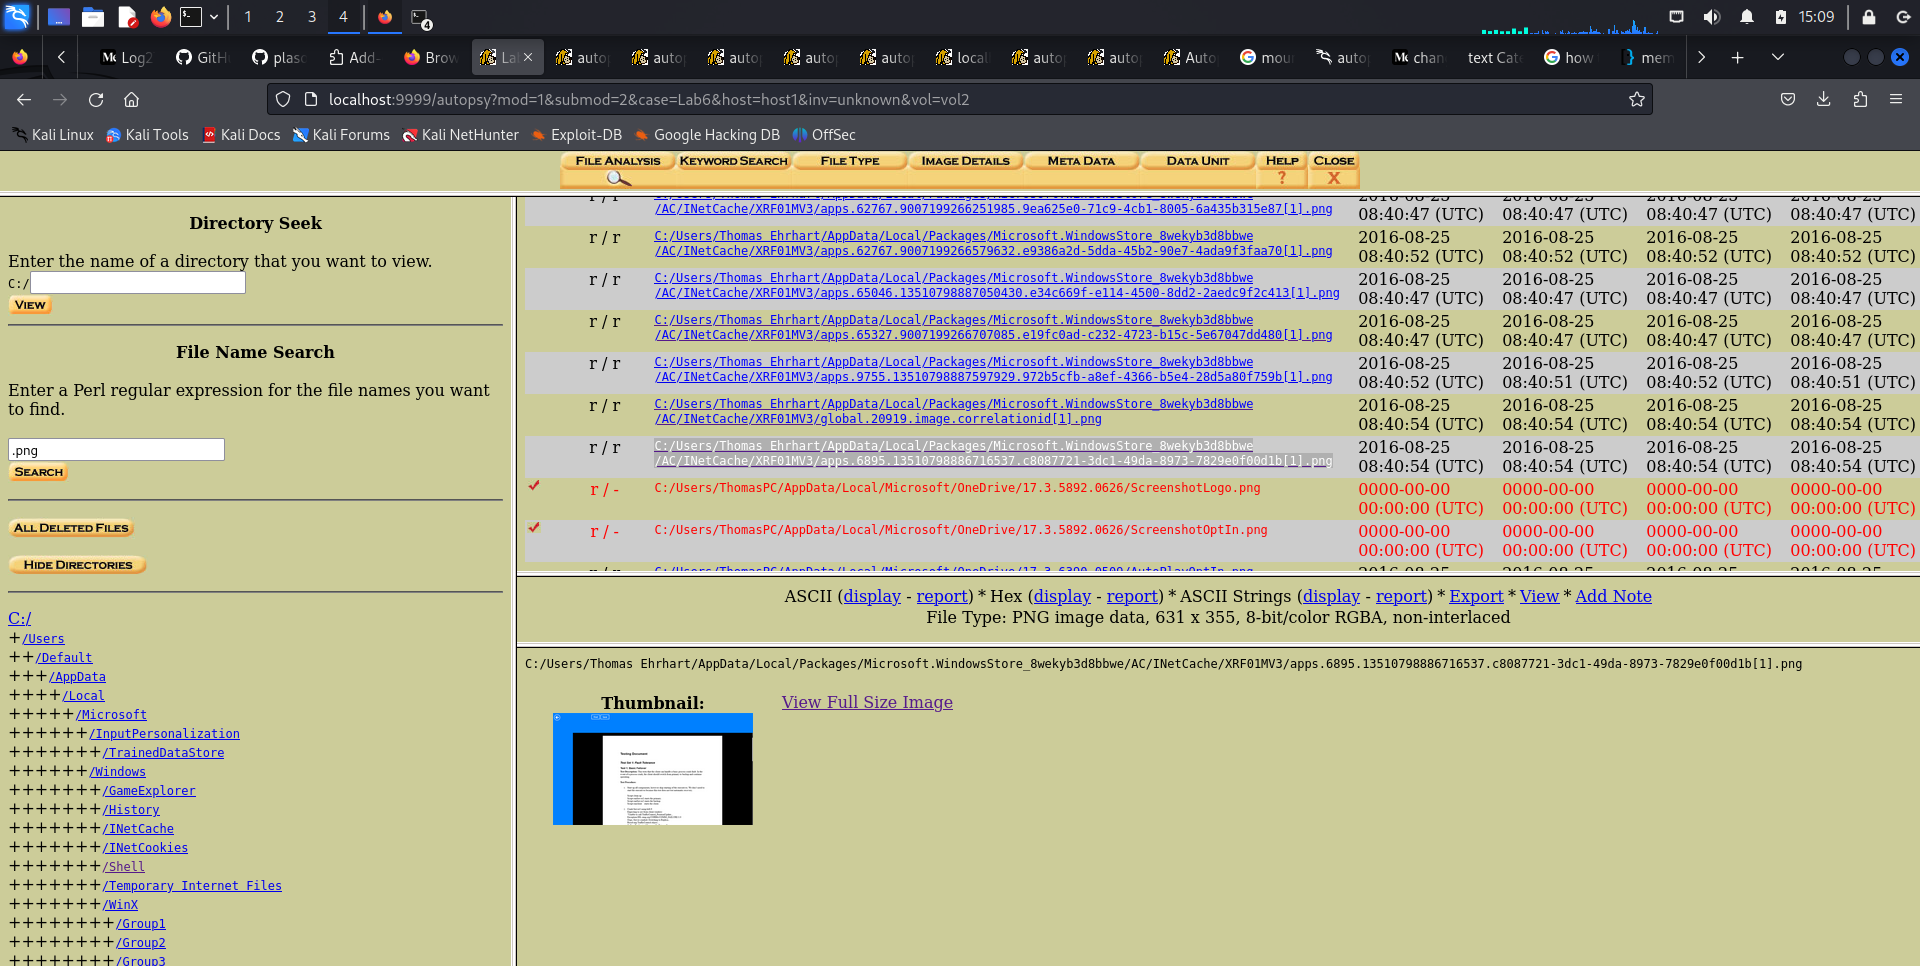 1 2 3 4 4 15:09
Log2 GitH plaso Add- Brow La auto auto auto auto auto locali auto auto Auto mour auto chan text Cat how mem
localhost:9999/autopsy?mod=1&submod=2&case=Lab6&host=host1&inv=unknown&vol=vol2
Kali Linux Kali Tools Kali Docs Kali Forums Kali NetHunter Exploit-DB Google Hacking DB OffSec
FILE ANALYSIS KEYWORD SEARCH FILE TYPE IMAGE DETAILS META DATA DATA UNIT HELP CLOSE
? X
Directory Seek
Enter the name of a directory that you want to view.
C:/
VIEW
File Name Search
Enter a Perl regular expression for the file names you want
to find.
.png
SEARCH
ALL DELETED FILES
HIDE DIRECTORIES
C:/
+/Users
++/Default
+++/AppData
++++/Local
+++++/Microsoft
++++++/InputPersonalization
+++++++/TrainedDataStore
++++++/Windows
+++++++/GameExplorer
+++++++/History
+++++++/INetCache
+++++++/INetCookies
+++++++/Shell
+++++++/Temporary Internet Files
+++++++/WinX
++++++++/Group1
++++++++/Group2
++++++++/Group3
/AC/INetCache/XRF01MV3/apps.62767.9007199266251985.9ea625e0-71c9-4cb1-8005-6a435b315e87[1].png 08:40:47 (UTC) 08:40:47 (UTC) 08:40:47 (UTC) 08:40:47 (UTC)
r / r C:/Users/Thomas Ehrhart/AppData/Local/Packages/Microsoft.WindowsStore_8wekyb3d8bbwe 2016-08-25 2016-08-25 2016-08-25 2016-08-25
/AC/INetCache/XRF01MV3/apps.62767.9007199266579632.e9386a2d-5dda-45b2-90e7-4ada9f3faa70[1].png 08:40:52 (UTC) 08:40:52 (UTC) 08:40:52 (UTC) 08:40:52 (UTC)
r / r C:/Users/Thomas Ehrhart/AppData/Local/Packages/Microsoft.WindowsStore_8wekyb3d8bbwe 2016-08-25 2016-08-25 2016-08-25 2016-08-25
/AC/INetCache/XRF01MV3/apps.65046.13510798887050430.e34c669f-e114-4500-8dd2-2aedc9f2c413[1].png 08:40:47 (UTC) 08:40:47 (UTC) 08:40:47 (UTC) 08:40:47 (UTC)
r / r C:/Users/Thomas Ehrhart/AppData/Local/Packages/Microsoft.WindowsStore_8wekyb3d8bbwe 2016-08-25 2016-08-25 2016-08-25 2016-08-25
/AC/INetCache/XRF01MV3/apps.65327.9007199266707085.e19fc0ad-c232-4723-b15c-5e67047dd480[1].png 08:40:47 (UTC) 08:40:47 (UTC) 08:40:47 (UTC) 08:40:47 (UTC)
r / r C:/Users/Thomas Ehrhart/AppData/Local/Packages/Microsoft.WindowsStore_8wekyb3d8bbwe 2016-08-25 2016-08-25 2016-08-25 2016-08-25
/AC/INetCache/XRF01MV3/apps.9755.13510798887597929.972b5cfb-a8ef-4366-b5e4-28d5a80f759b[1].png 08:40:52 (UTC) 08:40:51 (UTC) 08:40:52 (UTC) 08:40:51 (UTC)
r / r C:/Users/Thomas Ehrhart/AppData/Local/Packages/Microsoft.WindowsStore_8wekyb3d8bbwe 2016-08-25 2016-08-25 2016-08-25 2016-08-25
/AC/INetCache/XRF01MV3/global.20919.image.correlationid[1].png 08:40:54 (UTC) 08:40:54 (UTC) 08:40:54 (UTC) 08:40:54 (UTC)
r / r C:/Users/Thomas Ehrhart/AppData/Local/Packages/Microsoft.WindowsStore_8wekyb3d8bbwe 2016-08-25 2016-08-25 2016-08-25 2016-08-25
/AC/INetCache/XRF01MV3/apps.6895.13510798886716537.c8087721-3dc1-49da-8973-7829e0f00d1b[1].png 08:40:54 (UTC) 08:40:54 (UTC) 08:40:54 (UTC) 08:40:54 (UTC)
r / - C:/Users/ThomasPC/AppData/Local/Microsoft/OneDrive/17.3.5892.0626/ScreenshotLogo.png 0000-00-00 0000-00-00 0000-00-00 0000-00-00
00:00:00 (UTC) 00:00:00 (UTC) 00:00:00 (UTC) 00:00:00 (UTC)
r / - C:/Users/ThomasPC/AppData/Local/Microsoft/OneDrive/17.3.5892.0626/ScreenshotOptIn.png 0000-00-00 0000-00-00 0000-00-00 0000-00-00
00:00:00 (UTC) 00:00:00 (UTC) 00:00:00 (UTC) 00:00:00 (UTC)
ASCII (display - report) * Hex (display - report) * ASCII Strings (display - report) * Export * View * Add Note
File Type: PNG image data, 631 x 355, 8-bit/color RGBA, non-interlaced
C:/Users/Thomas Ehrhart/AppData/Local/Packages/Microsoft.WindowsStore_8wekyb3d8bbwe/AC/INetCache/XRF01MV3/apps.6895.13510798886716537.c8087721-3dc1-49da-8973-7829e0f00d1b[1].png
Thumbnail: View Full Size Image
Testing Document